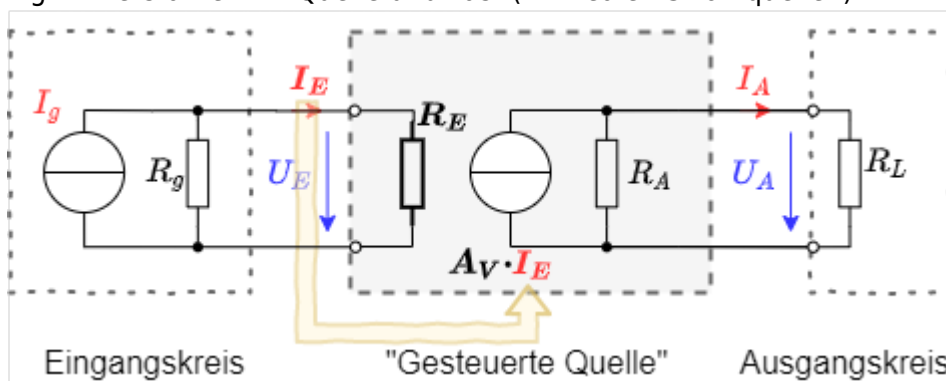 I_g
R_g
I_E
U_E
R_E
A_V·I_E
R_A
I_A
U_A
R_L
Eingangskreis
"Gesteuerte Quelle"
Ausgangskreis